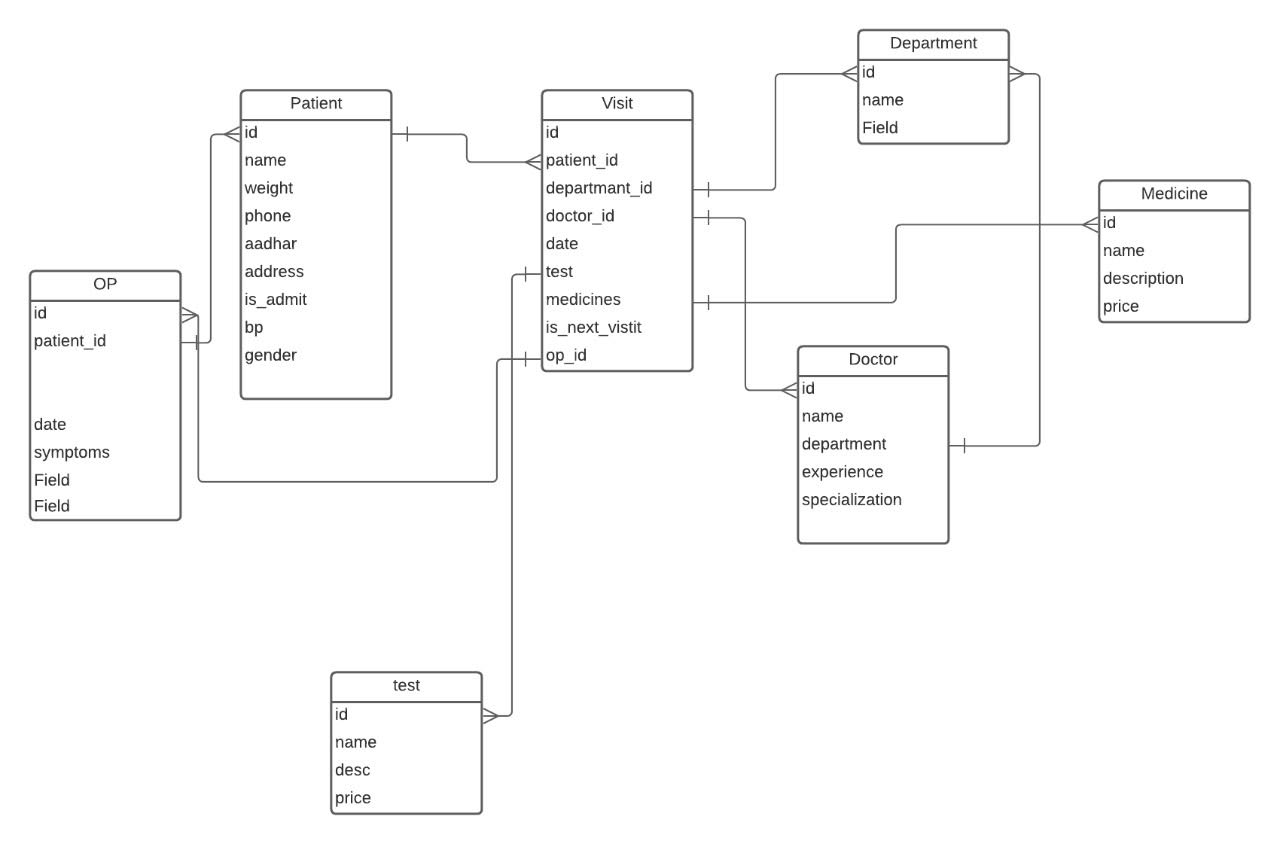 Department
id
name
Field
Patient
id
name
weight
phone
aadhar
address
is_admit
bp
gender
Visit
id
patient_id
departmant_id
doctor_id
date
test
medicines
is_next_vistit
op_id
Medicine
id
name
description
price
OP
id
patient_id
date
symptoms
Field
Field
Doctor
id
name
department
experience
specialization
test
id
name
desc
price